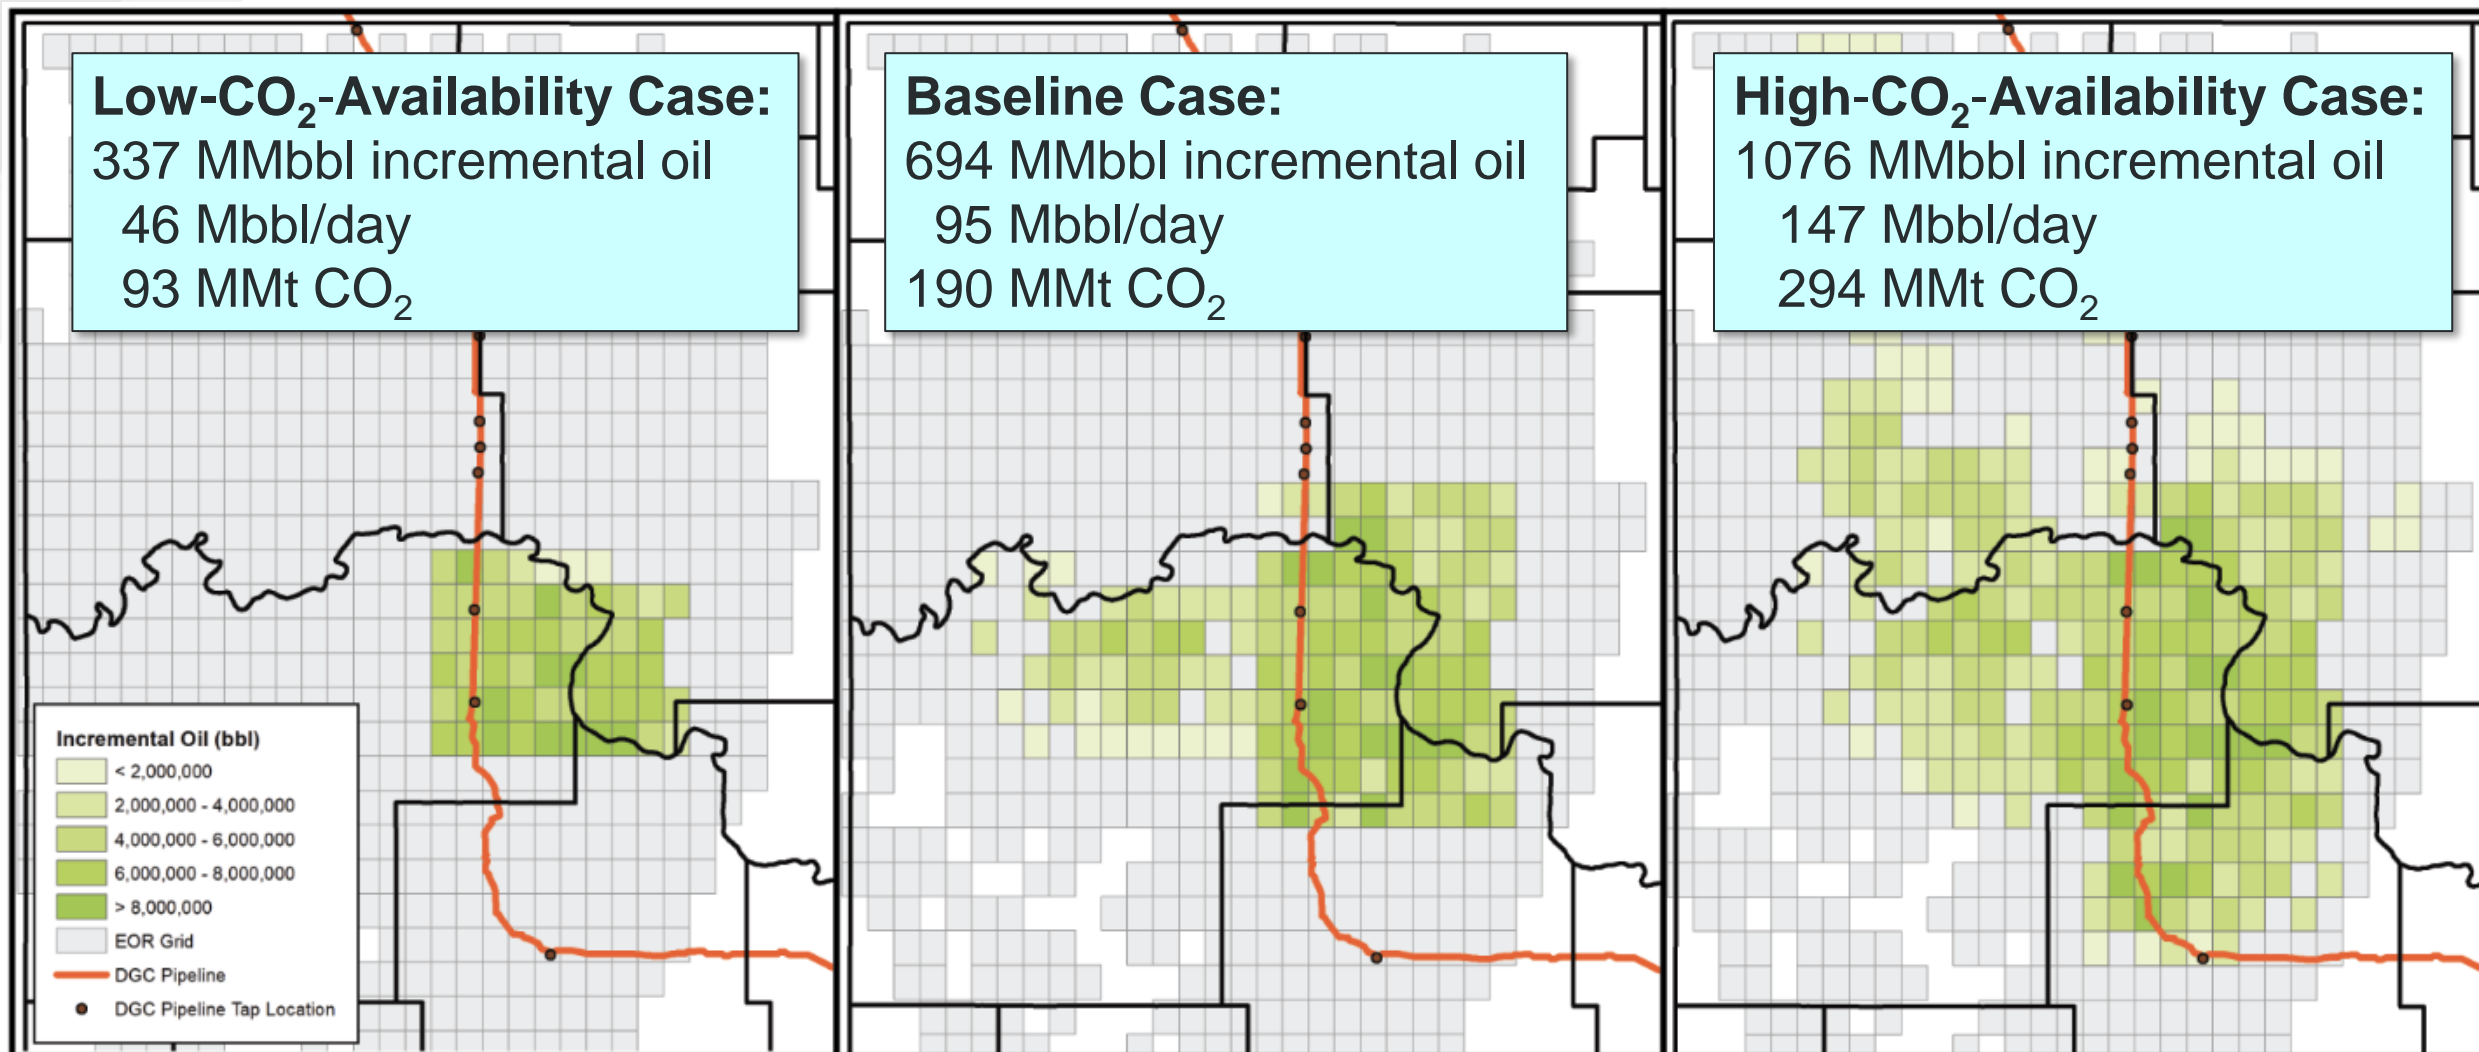 Low-CO₂-Availability Case:
337 MMbbl incremental oil
46 Mbbl/day
93 MMt CO₂
Baseline Case:
694 MMbbl incremental oil
95 Mbbl/day
190 MMt CO₂
High-CO₂-Availability Case:
1076 MMbbl incremental oil
147 Mbbl/day
294 MMt CO₂
Incremental Oil (bbl)
< 2,000,000
2,000,000 - 4,000,000
4,000,000 - 6,000,000
6,000,000 - 8,000,000
> 8,000,000
EOR Grid
DGC Pipeline
DGC Pipeline Tap Location